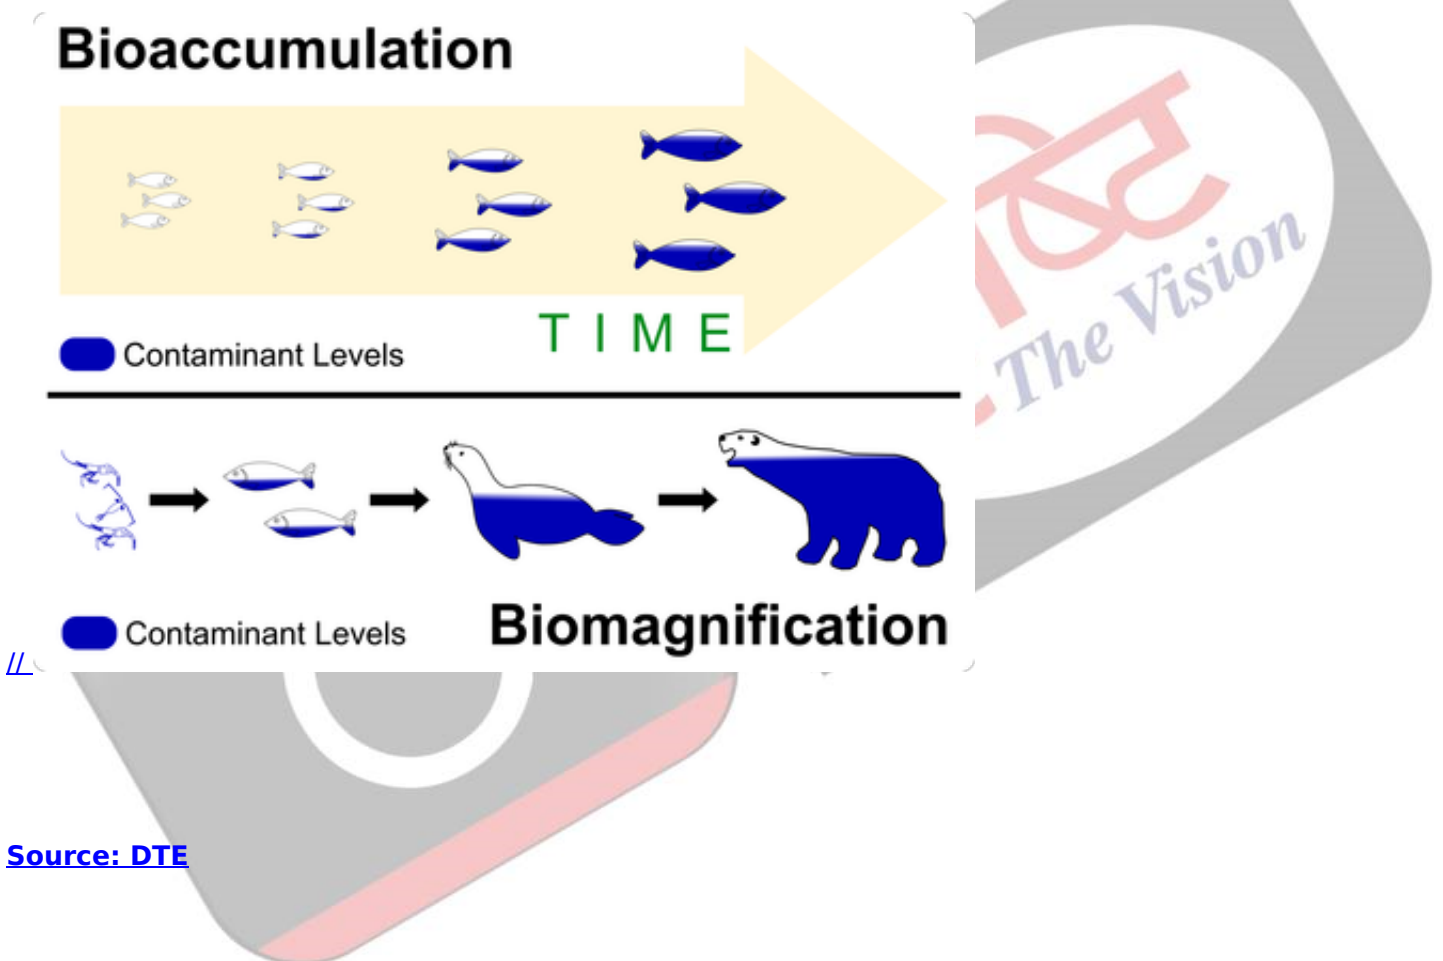 Bioaccumulation
TIME
Contaminant Levels
Contaminant Levels
Biomagnification
//
Source: DTE
The Vision